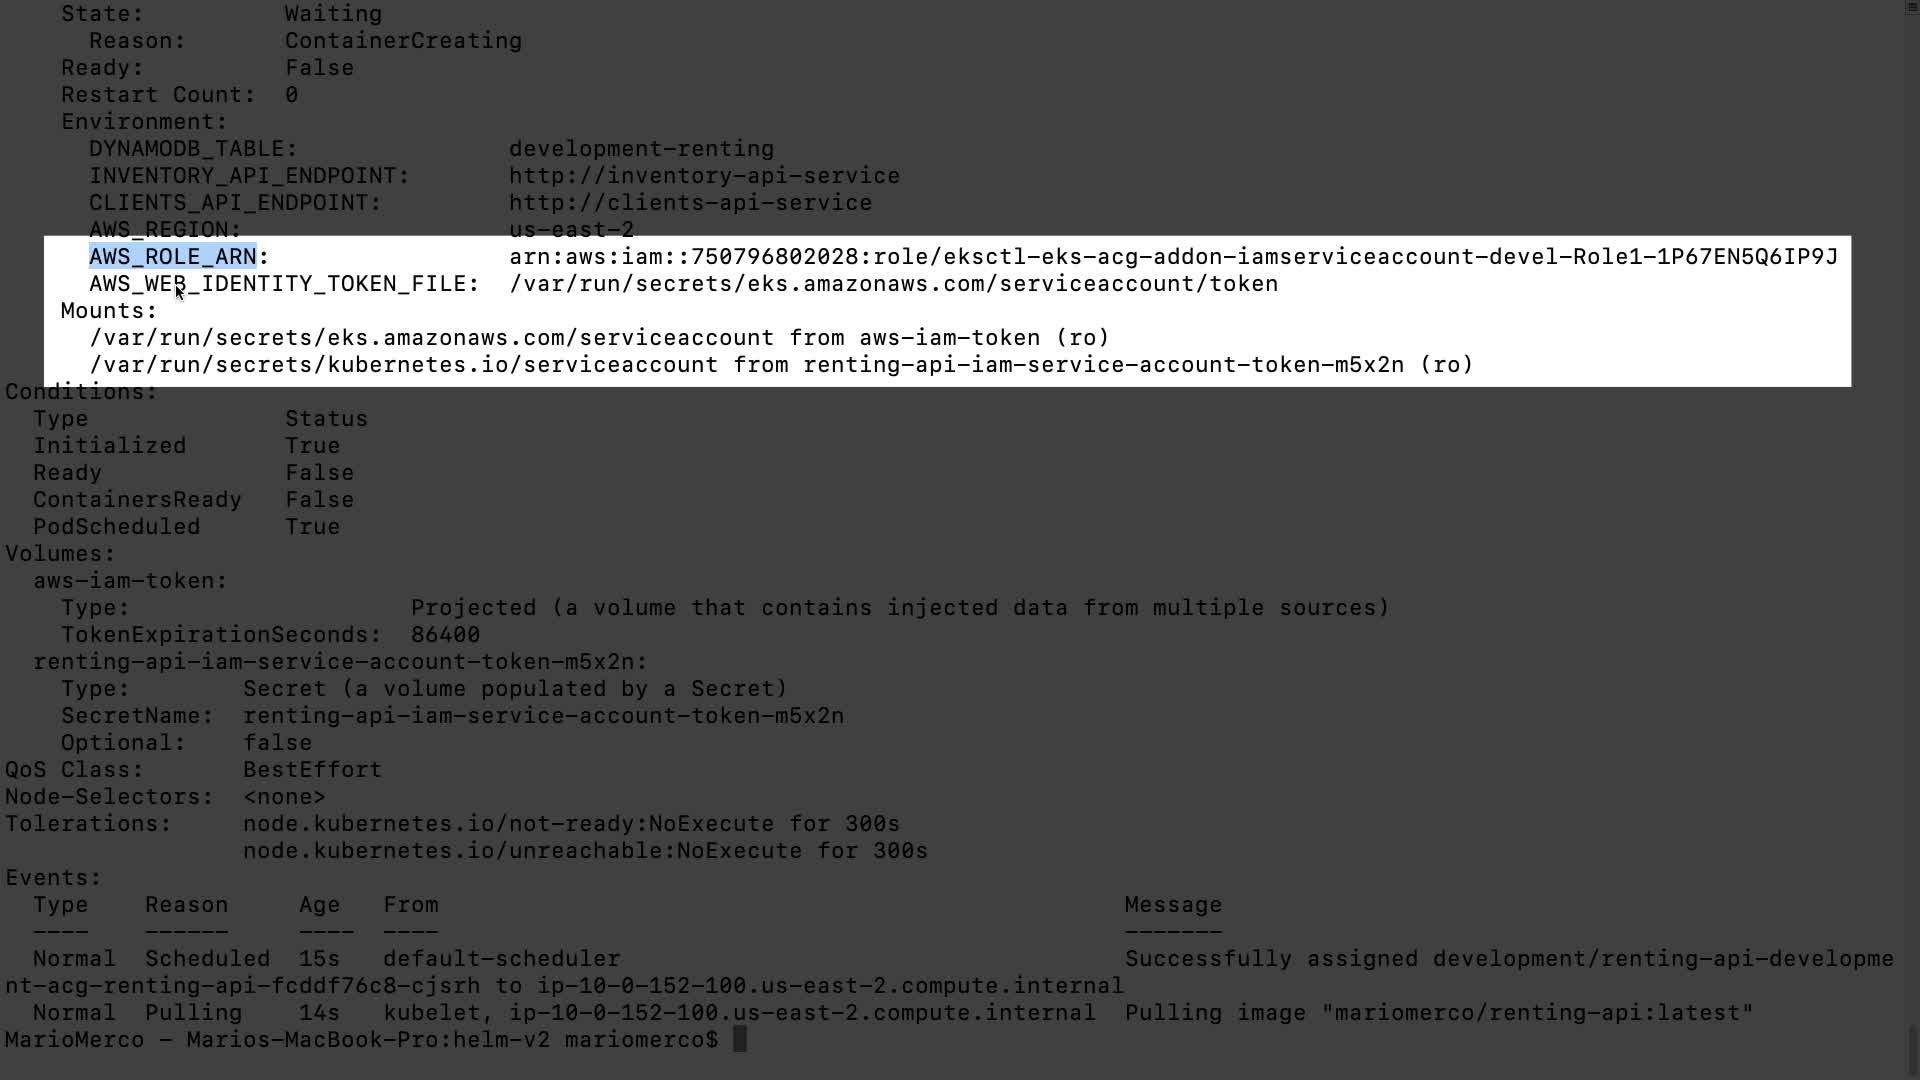 State: Waiting
Reason: ContainerCreating
Ready: False
Restart Count: 0
Environment:
DYNAMODB_TABLE: development-renting
INVENTORY_API_ENDPOINT: http://inventory-api-service
CLIENTS_API_ENDPOINT: http://clients-api-service
AWS_REGION: us-east-2
AWS_ROLE_ARN: arn:aws:iam::750796802028:role/eksctl-eks-acg-addon-iamserviceaccount-devel-Role1-1P67EN5Q6IP9J
AWS_WEB_IDENTITY_TOKEN_FILE: /var/run/secrets/eks.amazonaws.com/serviceaccount/token
Mounts:
/var/run/secrets/eks.amazonaws.com/serviceaccount from aws-iam-token (ro)
/var/run/secrets/kubernetes.io/serviceaccount from renting-api-iam-service-account-token-m5x2n (ro)
Conditions:
Type Status
Initialized True
Ready False
ContainersReady False
PodScheduled True
Volumes:
aws-iam-token:
Type: Projected (a volume that contains injected data from multiple sources)
TokenExpirationSeconds: 86400
renting-api-iam-service-account-token-m5x2n:
Type: Secret (a volume populated by a Secret)
SecretName: renting-api-iam-service-account-token-m5x2n
Optional: false
QoS Class: BestEffort
Node-Selectors: <none>
Tolerations: node.kubernetes.io/not-ready:NoExecute for 300s
node.kubernetes.io/unreachable:NoExecute for 300s
Events:
Type Reason Age From Message
---- ------ ---- ---- -------
Normal Scheduled 15s default-scheduler Successfully assigned development/renting-api-developme
nt-acg-renting-api-fcddf76c8-cjsrh to ip-10-0-152-100.us-east-2.compute.internal
Normal Pulling 14s kubelet, ip-10-0-152-100.us-east-2.compute.internal Pulling image "mariomerco/renting-api:latest"
MarioMerco - Marios-MacBook-Pro:helm-v2 mariomerco$